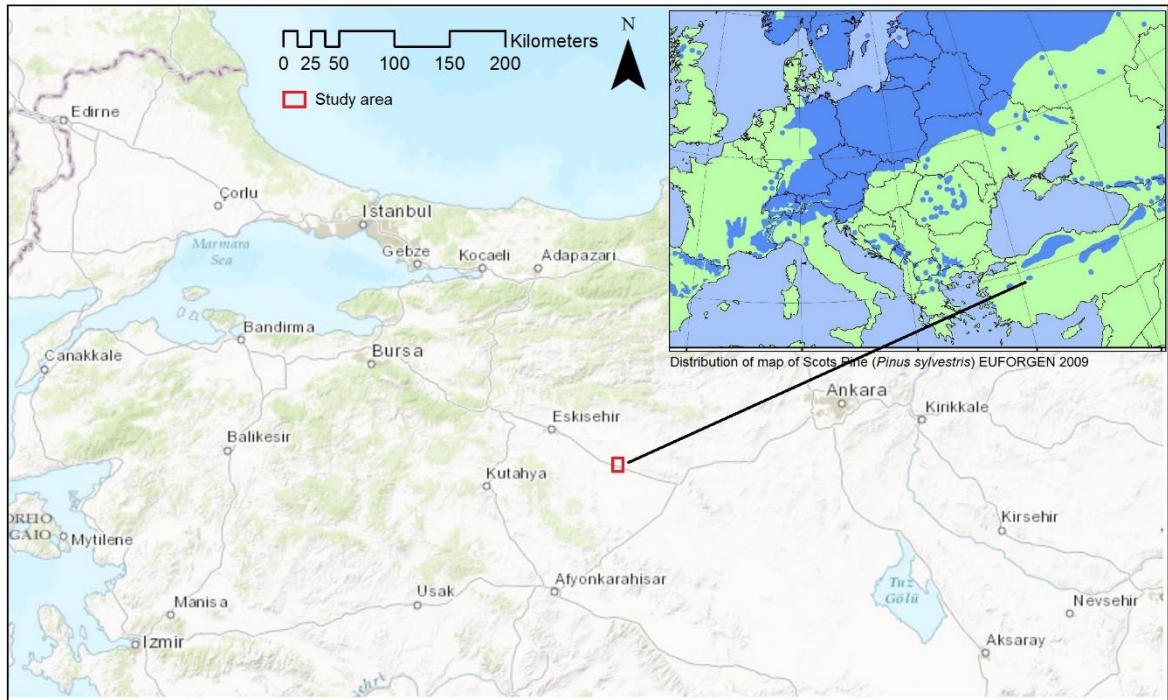 N
Kilometers
0 25 50 100 150 200
Study area
Edirne
Çorlu
Istanbul
Marmara
Sea
Gebze
Kocaeli
Adapazari
Bandirma
Canakkale
Bursa
Distribution of map of Scots Pine (Pinus sylvestris) EUFORGEN 2009
Ankara
Kirikkale
Eskisehir
Balikesir
Kutahya
OREIO
GAIO
Mytilene
Kirsehir
Afyonkarahisar
Usak
Tuz
Gölü
Manisa
Nevsehir
Izmir
Aksaray